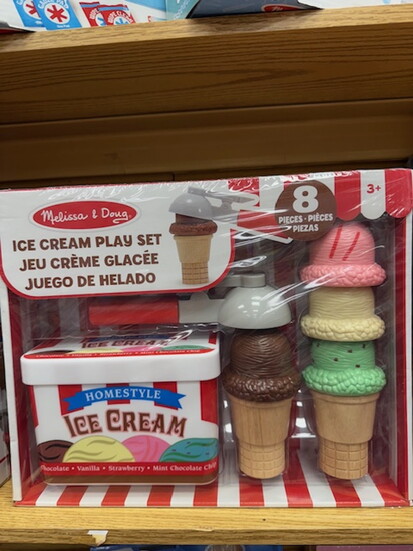 Melissa & Doug
8
PIECES • PIÈCES
PIEZAS
3+
ICE CREAM PLAY SET
JEU CRÈME GLACÉE
JUEGO DE HELADO
HOMESTYLE
ICE CREAM
Chocolate • Vanilla • Strawberry • Mint Chocolate Chip